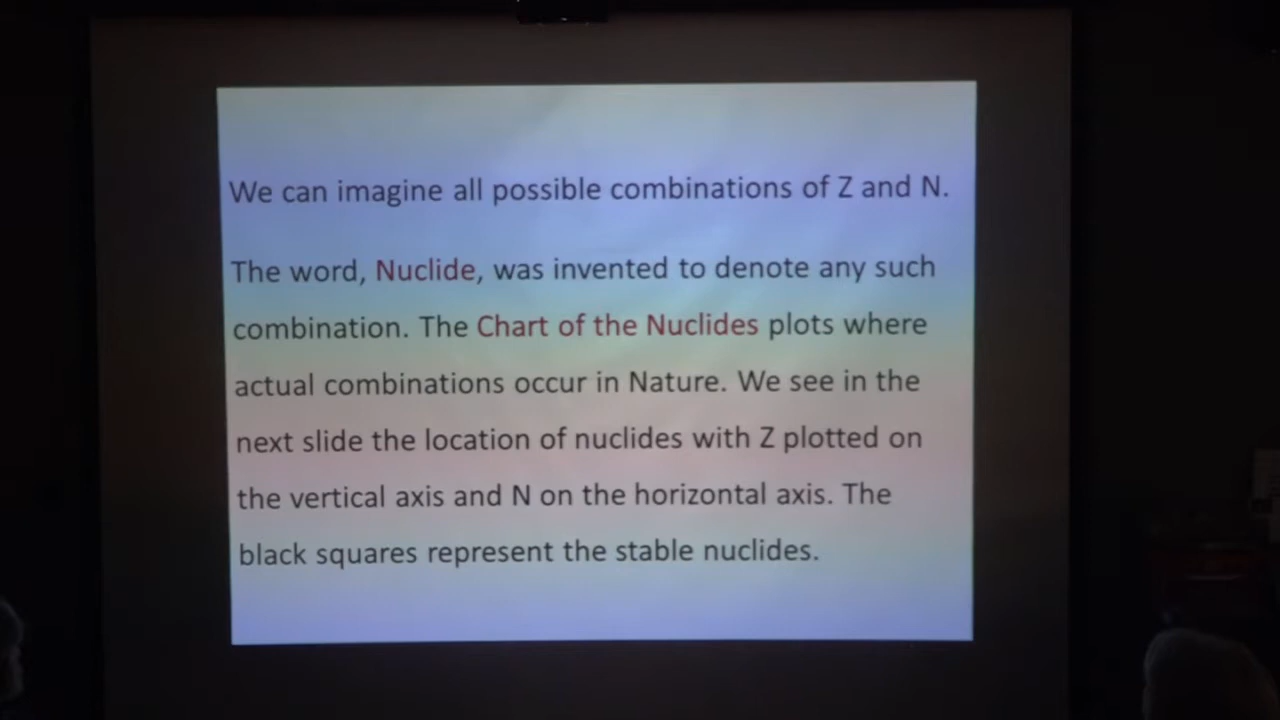 We can imagine all possible combinations of Z and N.
The word, Nuclide, was invented to denote any such
combination. The Chart of the Nuclides plots where
actual combinations occur in Nature. We see in the
next slide the location of nuclides with Z plotted on
the vertical axis and N on the horizontal axis. The
black squares represent the stable nuclides.